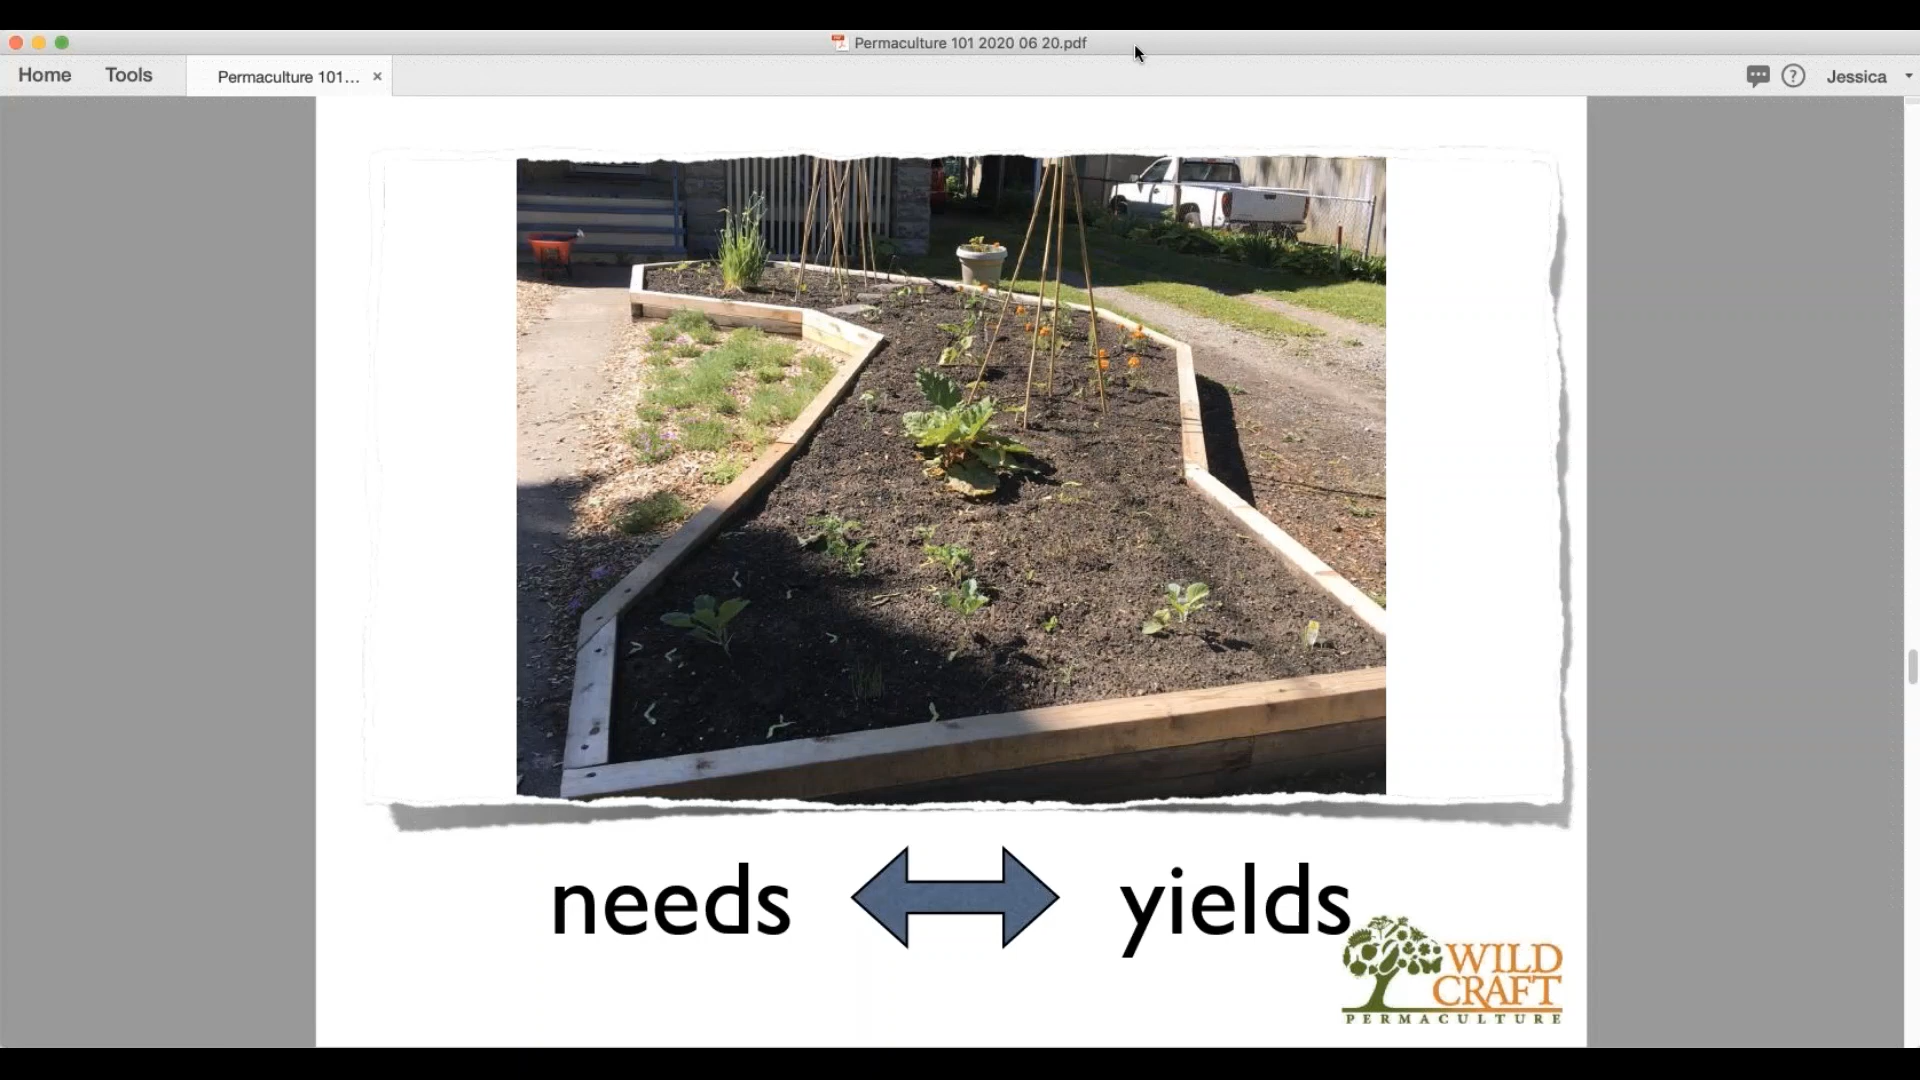 Permaculture 101 2020 06 20.pdf
Home
Tools
Permaculture 101...
Jessica
needs
yields
WILD
CRAFT
PERMACULTURE